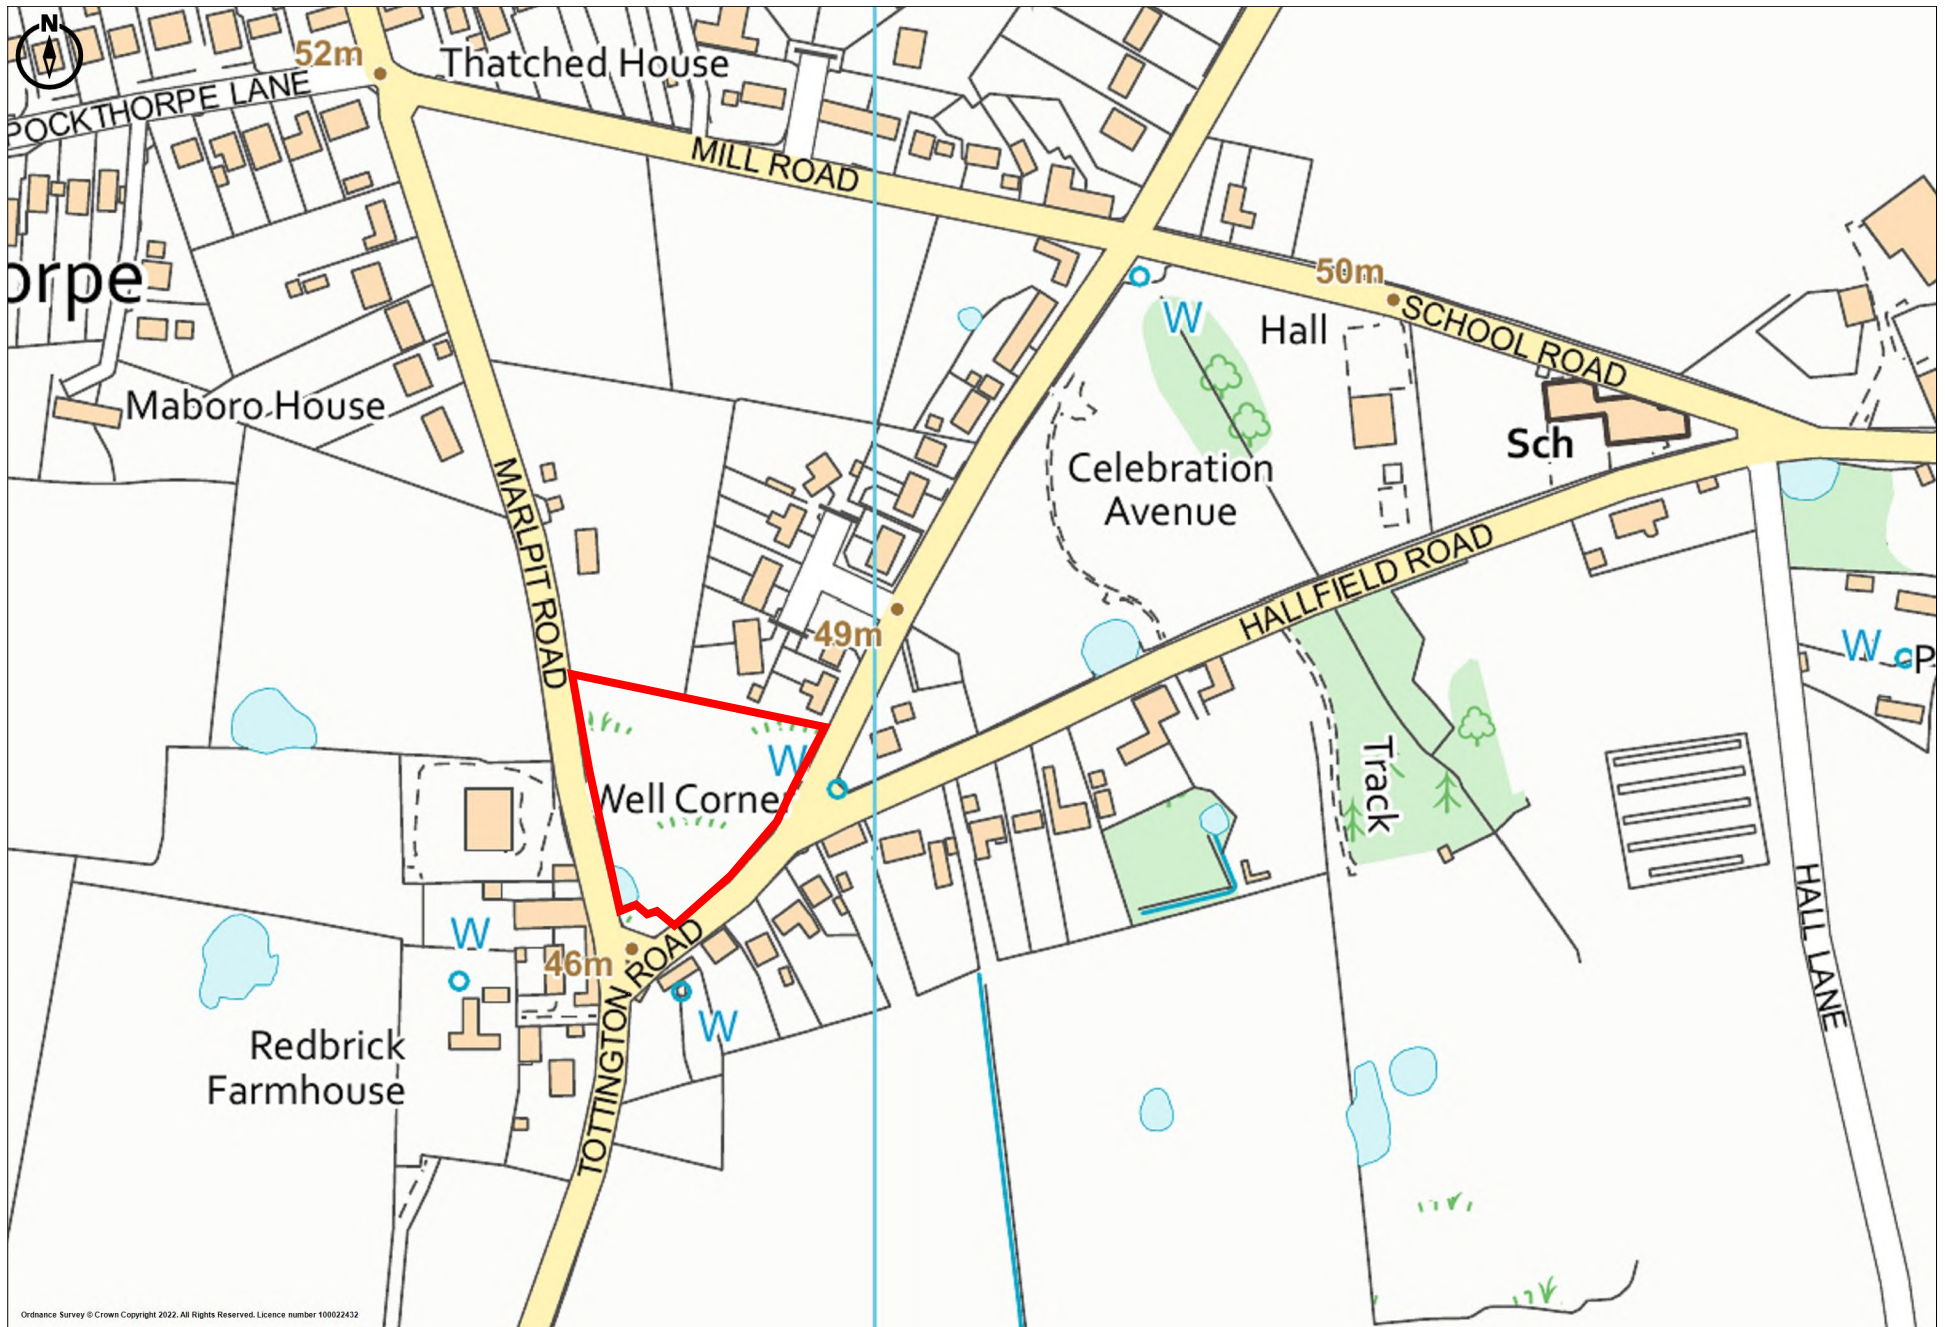 N
52m
Thatched House
POCKTHORPE LANE
MILL ROAD
orpe
50m
SCHOOL ROAD
W
Hall
Maboro House
Sch
Celebration
Avenue
MARLPIT ROAD
HALLFIELD ROAD
49m
W
P
W
Well Corner
Track
HALL LANE
W
46m
TOTTINGTON ROAD
W
Redbrick
Farmhouse
Ordnance Survey © Crown Copyright 2022. All Rights Reserved. Licence number 100022432